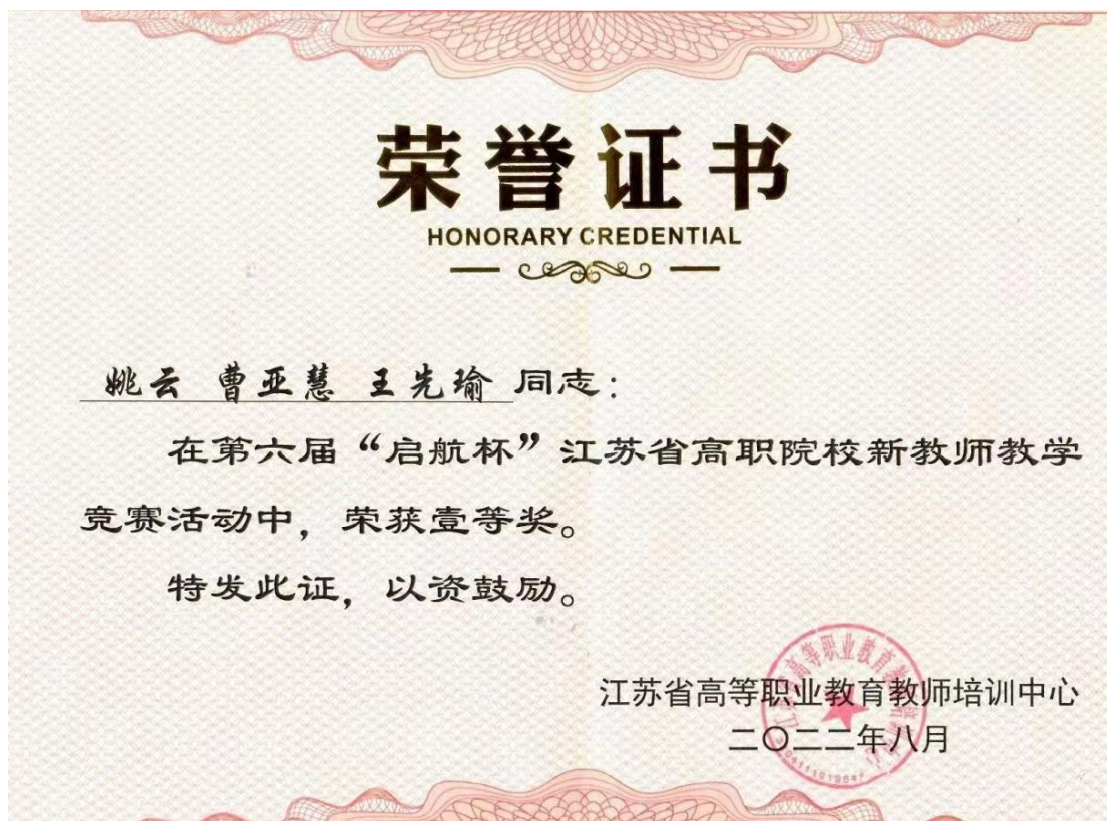 荣誉证书
HONORARY CREDENTIAL
姚云 曹亚慧 王先瑜 同志：
在第六届“启航杯”江苏省高职院校新教师教学
竞赛活动中，荣获壹等奖。
特发此证，以资鼓励。
江苏省高等职业教育教师培训中心
二〇二二年八月